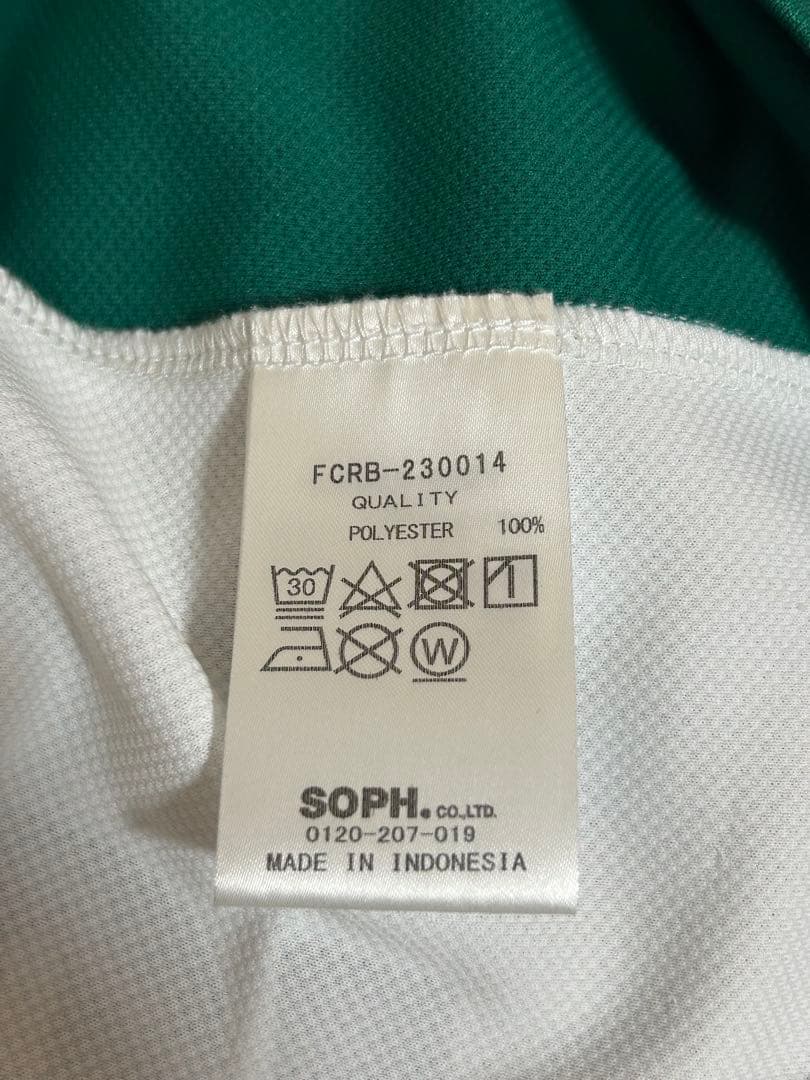 FCRB-230014
QUALITY
POLYESTER 100%
30
W
SOPH. CO.,LTD.
0120-207-019
MADE IN INDONESIA